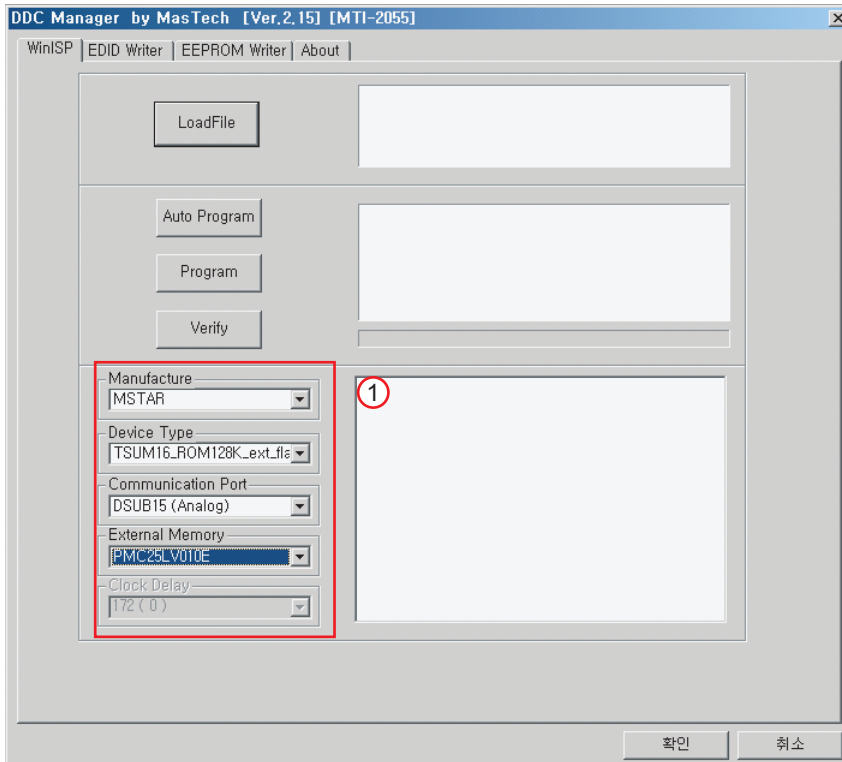 DDC Manager by MasTech [Ver,2,15] [MTI-2055]
WinISP EDID Writer EEPROM Writer About
LoadFile
Auto Program
Program
Verify
Manufacture
MSTAR
1
Device Type
TSUM16_ROM128K_ext_fla
Communication Port
DSUB15 (Analog)
External Memory
PMC25LV010E
Clock Delay
172 ( 0 )
확인 취소